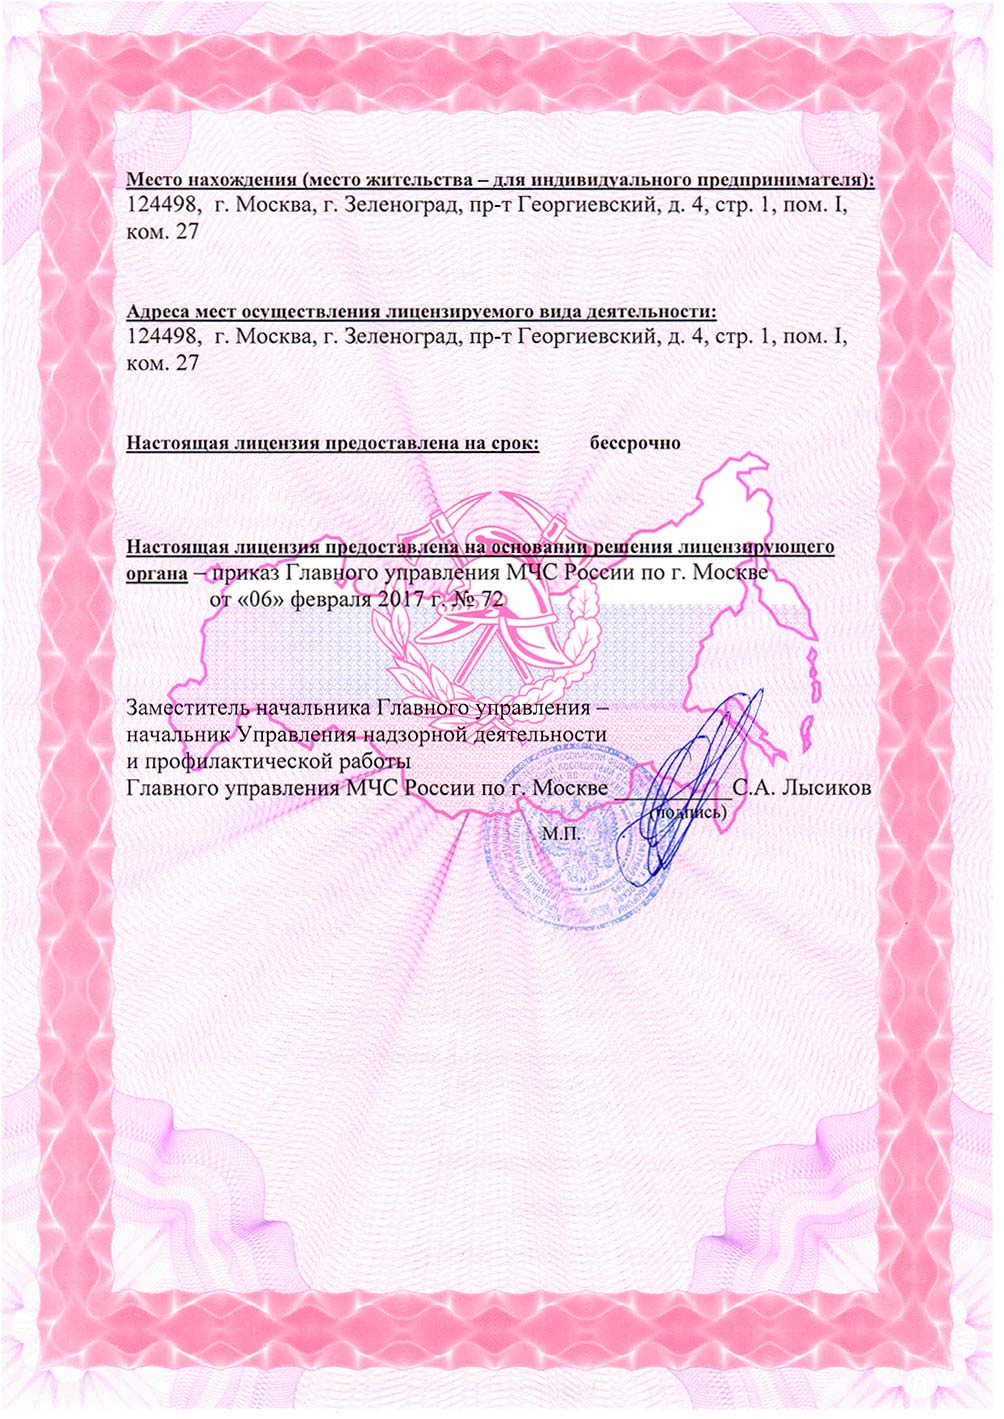 Место нахождения (место жительства – для индивидуального предпринимателя):
124498, г. Москва, г. Зеленоград, пр-т Георгиевский, д. 4, стр. 1, пом. I,
ком. 27
Адреса мест осуществления лицензируемого вида деятельности:
124498, г. Москва, г. Зеленоград, пр-т Георгиевский, д. 4, стр. 1, пом. I,
ком. 27
Настоящая лицензия предоставлена на срок: бессрочно
Настоящая лицензия предоставлена на основании решения лицензирующего
органа – приказ Главного управления МЧС России по г. Москве
от «06» февраля 2017 г. № 72
Заместитель начальника Главного управления –
начальник Управления надзорной деятельности
и профилактической работы
Главного управления МЧС России по г. Москве ___________С.А. Лысиков
(подпись)
М.П.